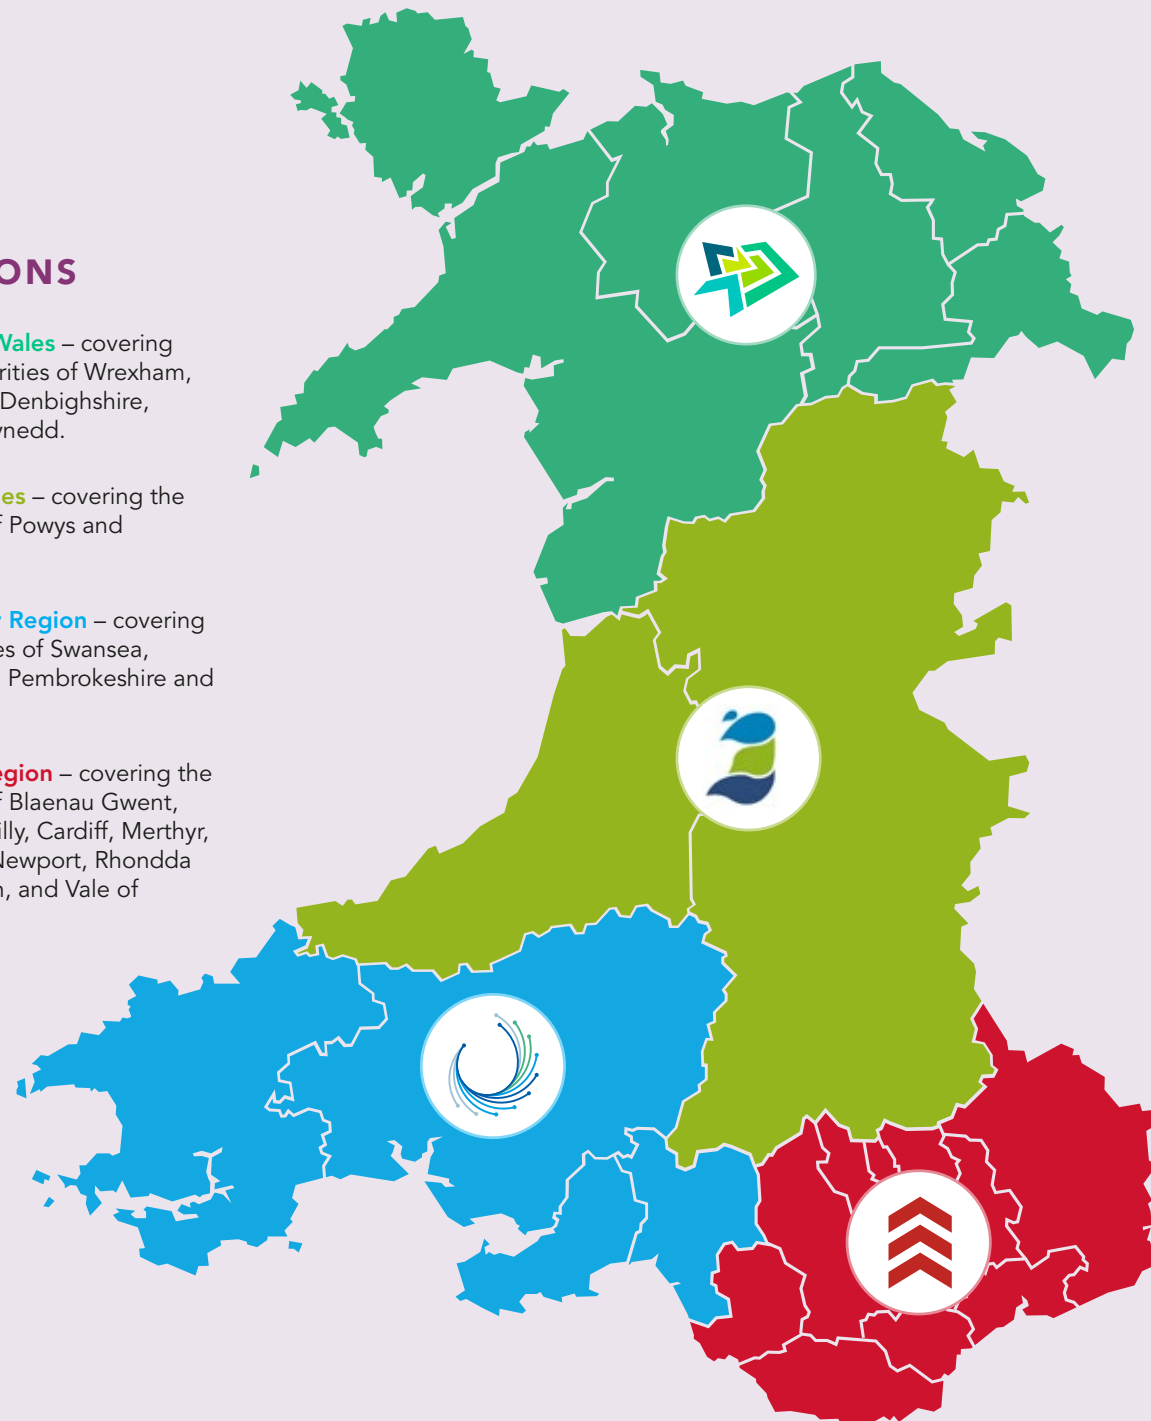 ONS
Wales – covering
rities of Wrexham,
Denbighshire,
ynedd.
es – covering the
f Powys and
Region – covering
es of Swansea,
Pembrokeshire and
egion – covering the
f Blaenau Gwent,
illy, Cardiff, Merthyr,
Newport, Rhondda
n, and Vale of